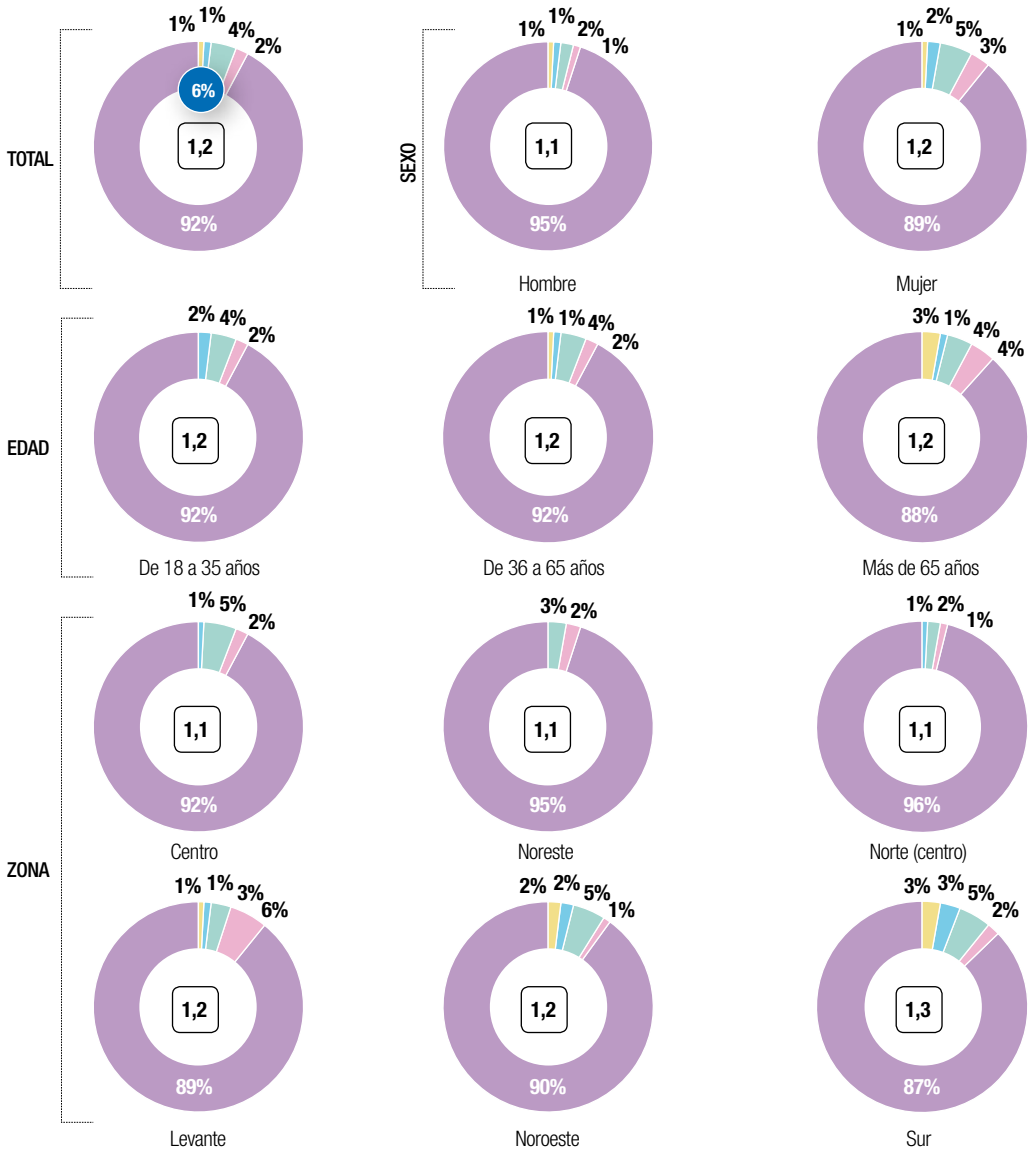 TOTAL
1% 1% 4% 2%
6%
1,2
92%
SEXO
1% 1% 2% 1%
1,1
95%
Hombre
1% 2% 5% 3%
1,2
89%
Mujer
EDAD
2% 4% 2%
1,2
92%
De 18 a 35 años
1% 1% 4% 2%
1,2
92%
De 36 a 65 años
3% 1% 4% 4%
1,2
88%
Más de 65 años
ZONA
1% 5% 2%
1,1
92%
Centro
3% 2%
1,1
95%
Noreste
1% 2% 1%
1,1
96%
Norte (centro)
1% 1% 3% 6%
1,2
89%
Levante
2% 2% 5% 1%
1,2
90%
Noroeste
3% 3% 5% 2%
1,3
87%
Sur